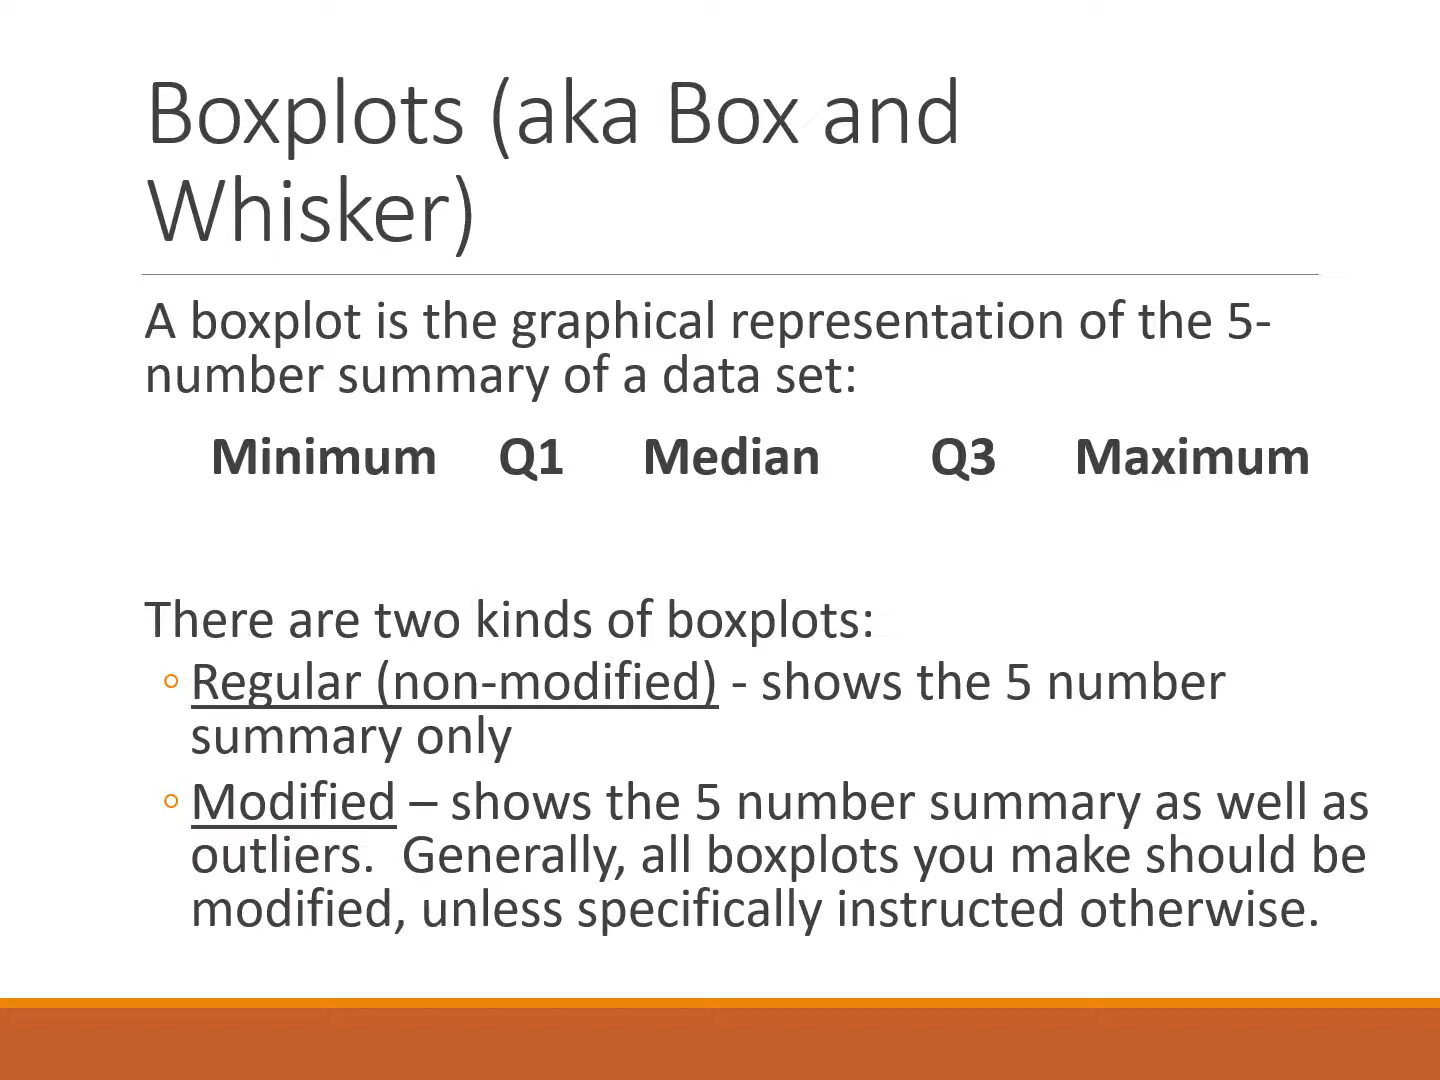 Boxplots (aka Box and
Whisker)
A boxplot is the graphical representation of the 5-
number summary of a data set:
Minimum Q1 Median Q3 Maximum
There are two kinds of boxplots:
◦ Regular (non-modified) - shows the 5 number
summary only
◦ Modified – shows the 5 number summary as well as
outliers.  Generally, all boxplots you make should be
modified, unless specifically instructed otherwise.